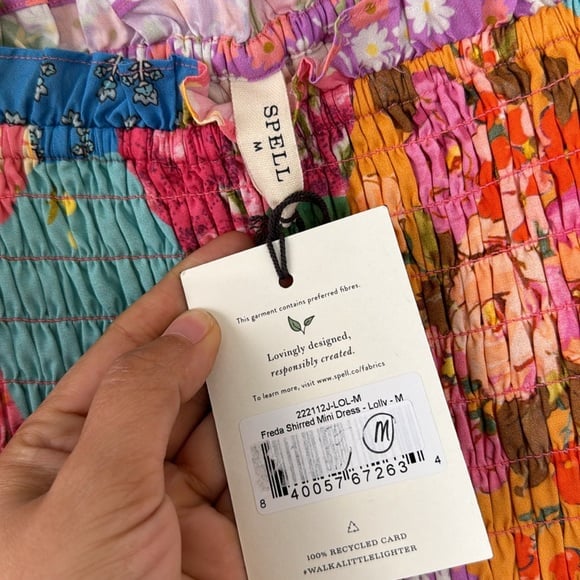 SPELL
M
This garment contains preferred fibres.
Lovingly designed,
responsibly created.
To learn more, visit www.spell.co/fabrics
222112J-LOL-M
Freda Shirred Mini Dress - Lolly - M
M
8 40057 67263 4
100% RECYCLED CARD
#WALKALITTLELIGHTER